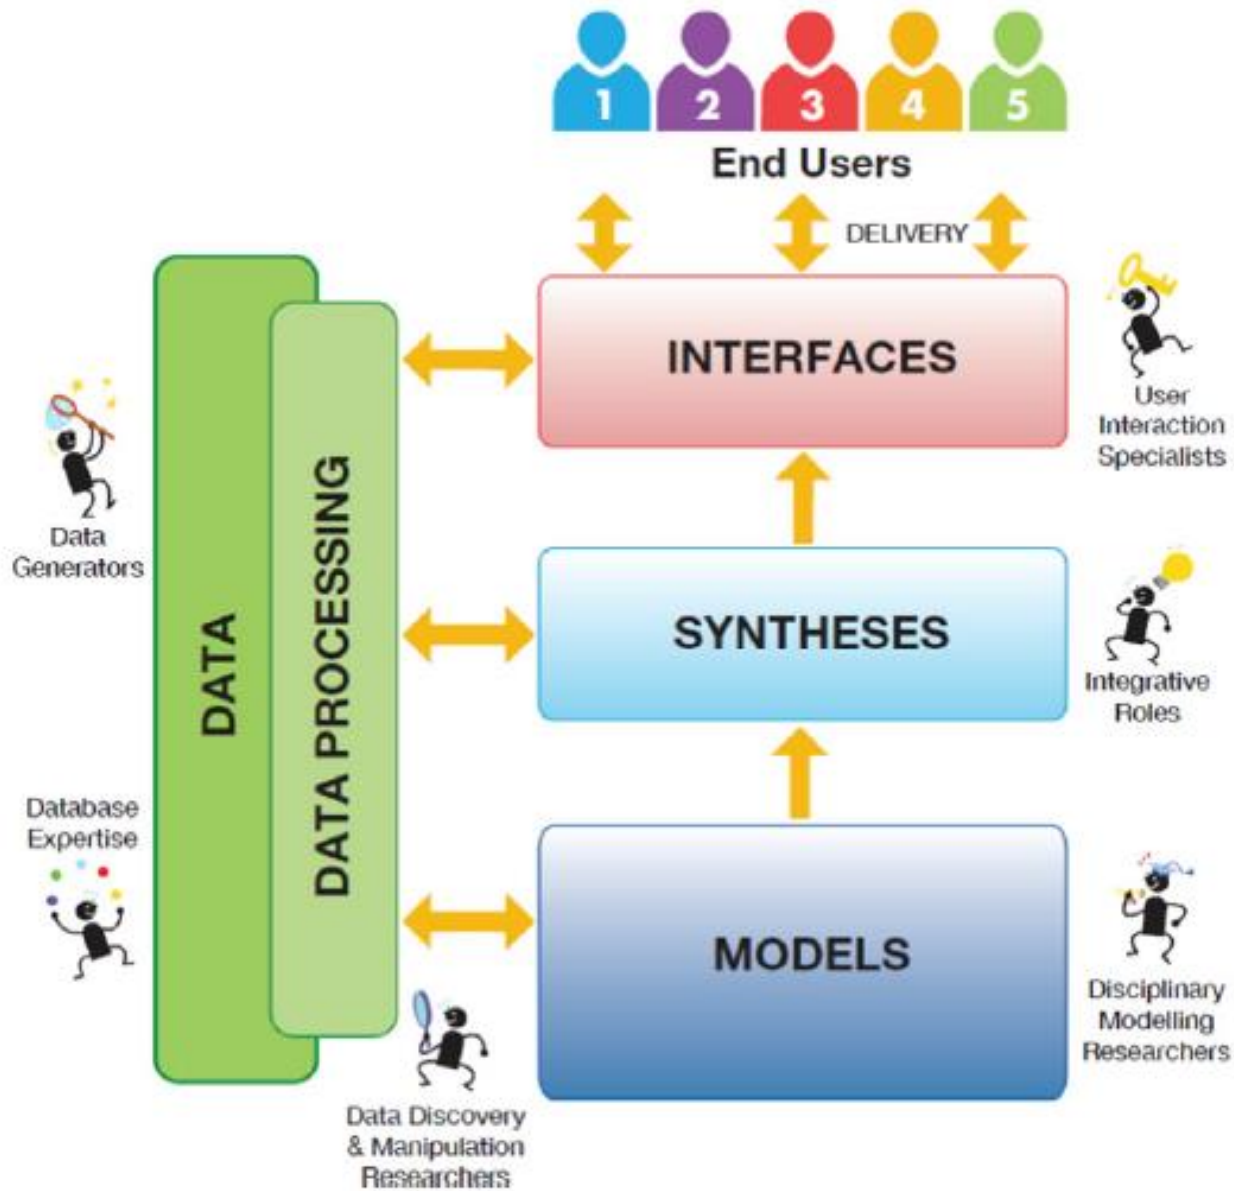 1
2
3
4
5
End Users
DELIVERY
INTERFACES
User
Interaction
Specialists
Data
Generators
DATA
DATA PROCESSING
SYNTHESES
Integrative
Roles
Database
Expertise
MODELS
Disciplinary
Modelling
Researchers
Data Discovery
& Manipulation
Researchers